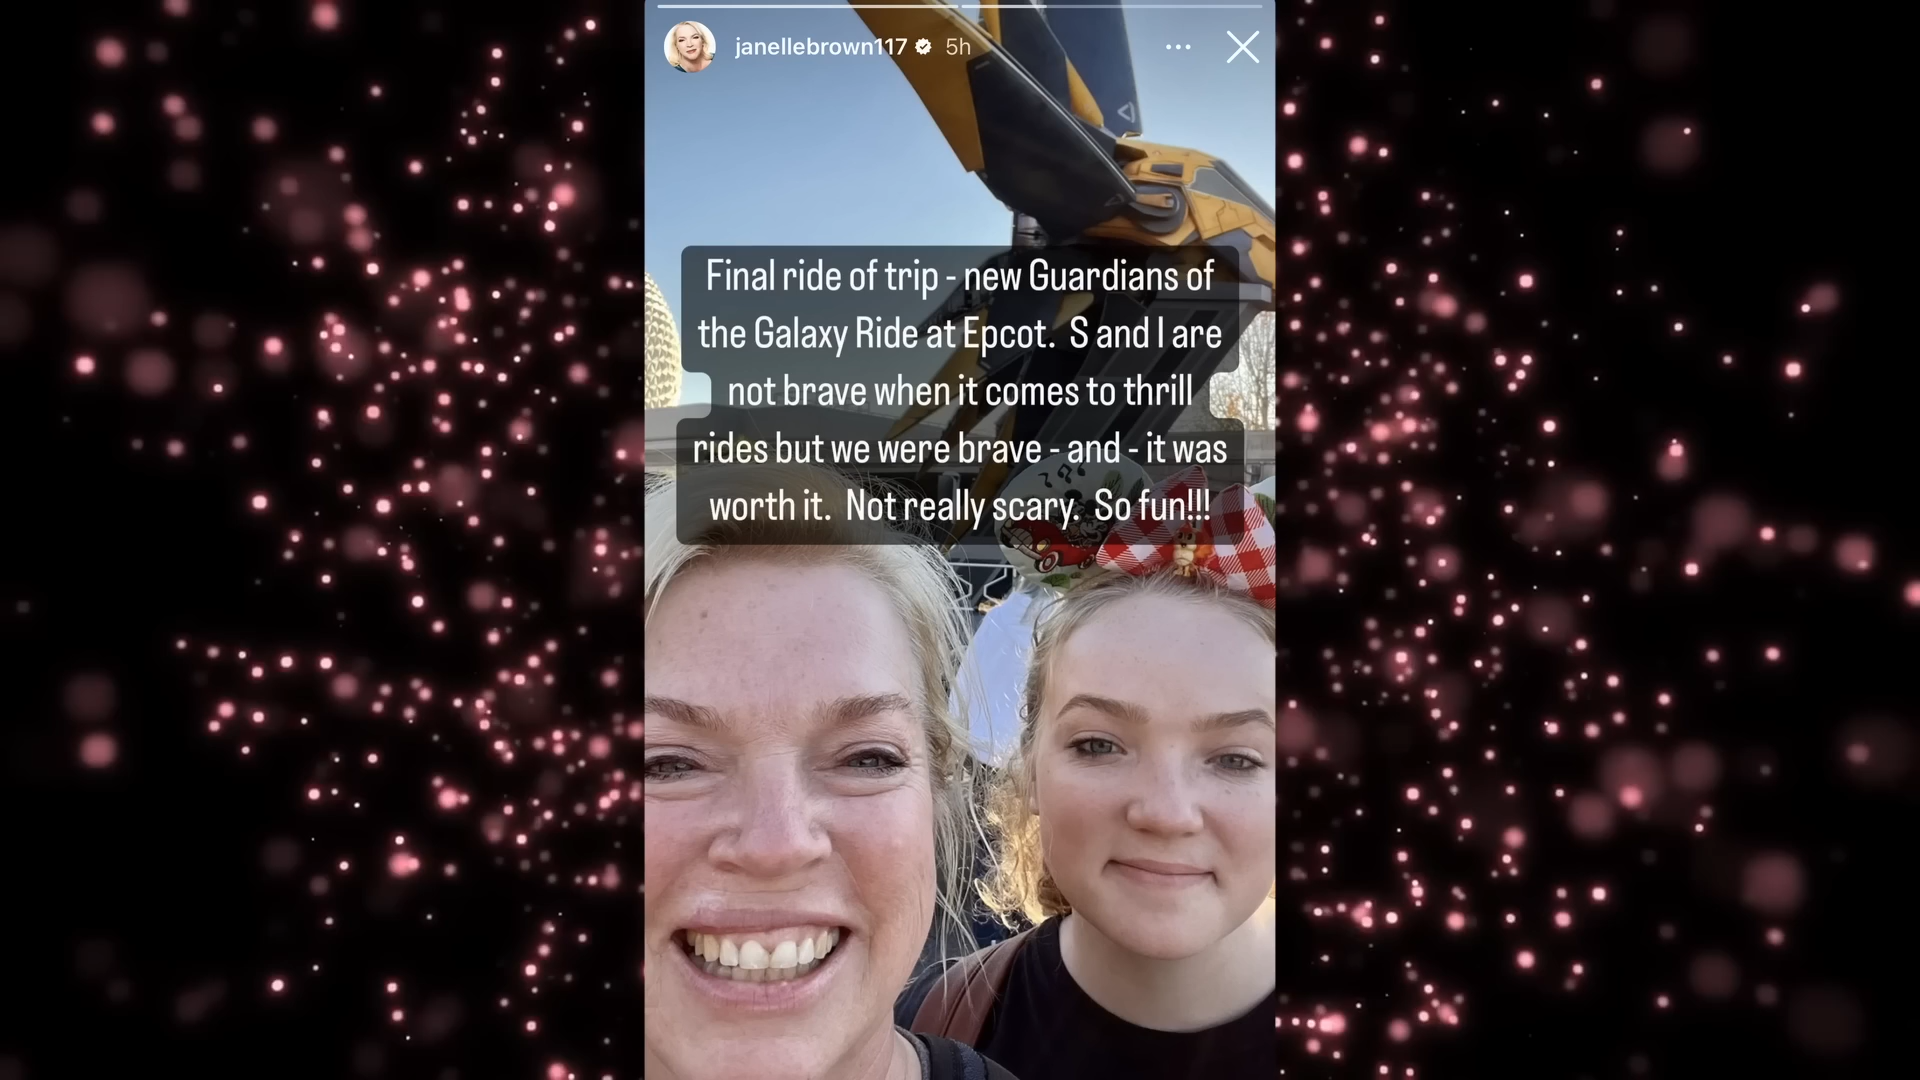 janellebrown117 5h
Final ride of trip - new Guardians of
the Galaxy Ride at Epcot.  S and I are
not brave when it comes to thrill
rides but we were brave - and - it was
worth it.  Not really scary.  So fun!!!